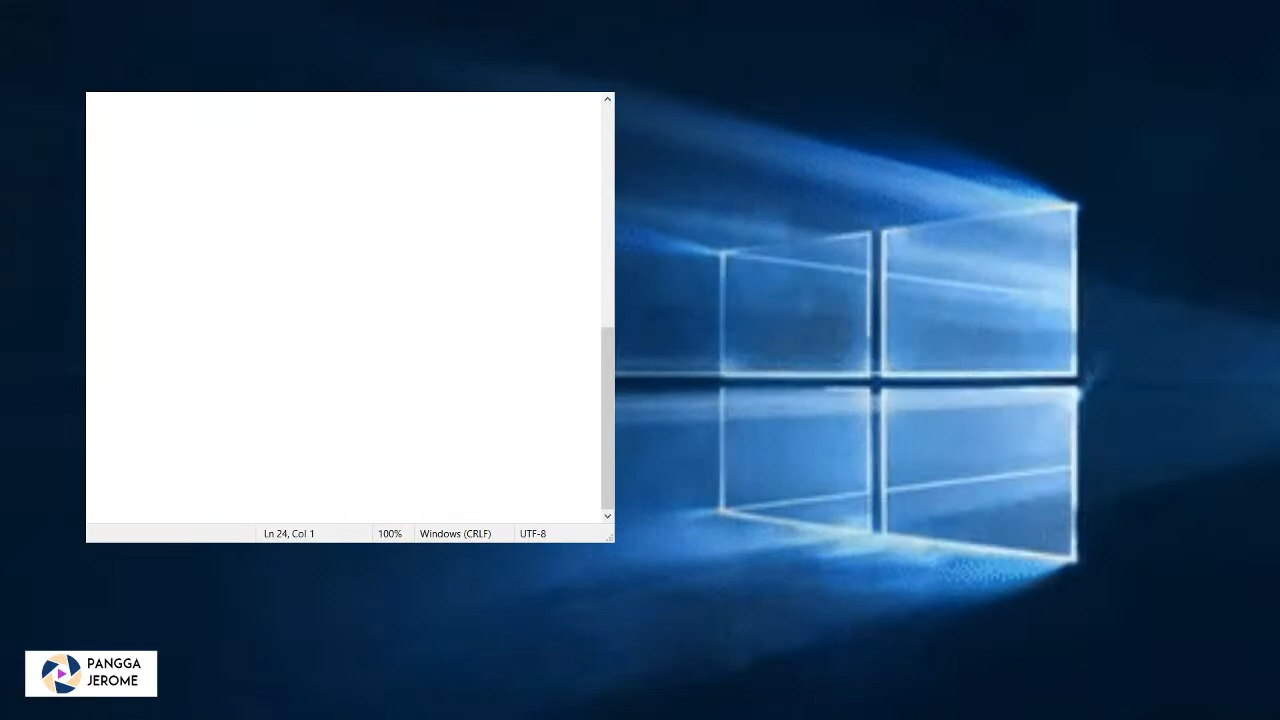 Ln 24, Col 1
100%
Windows (CRLF)
UTF-8
PANGGA
JEROME